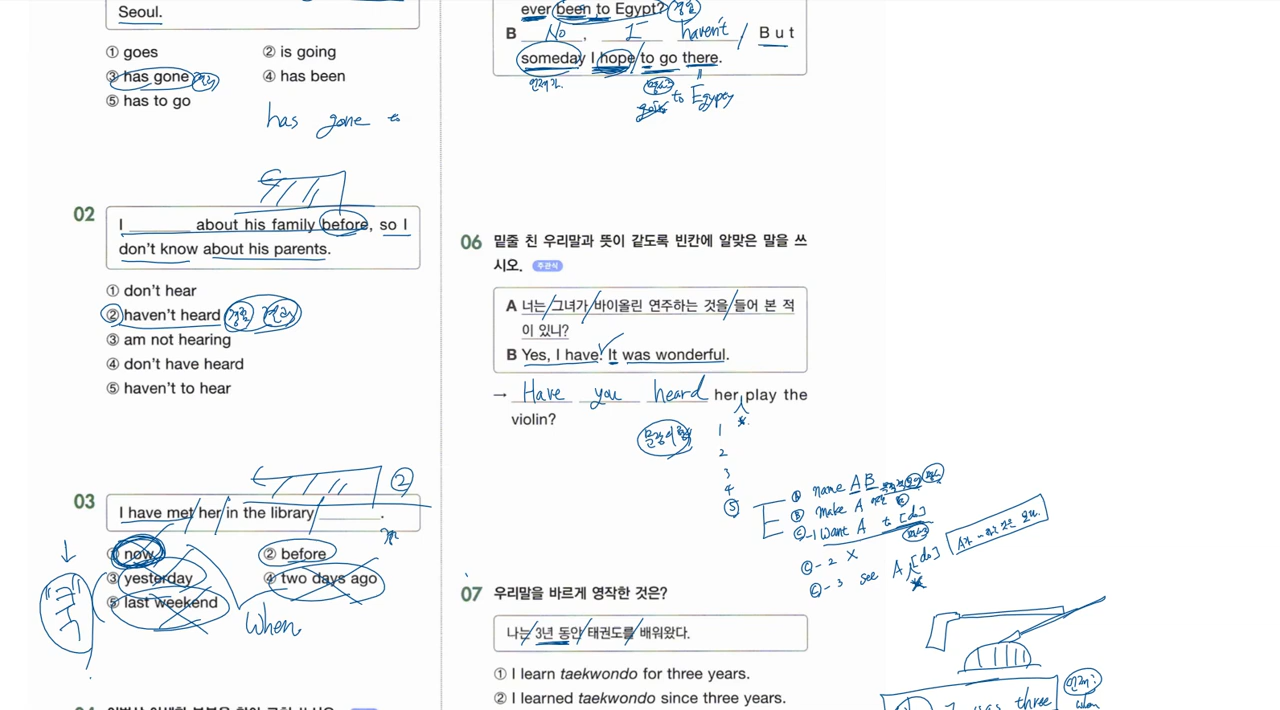 Seoul.
① goes
② is going
③ has gone
④ has been
⑤ has to go
has gone to
02
I ______ about his family before, so I
don't know about his parents.
① don't hear
② haven't heard 경험
③ am not hearing
④ don't have heard
⑤ haven't to hear
②
03
I have met her in the library ______.
① now
② before
③ yesterday
④ two days ago
⑤ last weekend
When
ever been to Egypt?
B No, I haven't / But
someday I hope to go there.
언젠가
to Egypt
06 밑줄 친 우리말과 뜻이 같도록 빈칸에 알맞은 말을 쓰
시오. 주관식
A 너는 그녀가 바이올린 연주하는 것을 들어 본 적
이 있니?
B Yes, I have. It was wonderful.
→ Have you heard her play the
violin?
1
2
3
4
⑤
Ⓐ name A B
Ⓑ make A
Ⓒ-1 want A to [do]
Ⓒ-2 X
Ⓒ-3 see A [do]
07 우리말을 바르게 영작한 것은?
나는 3년 동안 태권도를 배워왔다.
① I learn taekwondo for three years.
② I learned taekwondo since three years.
was three
when